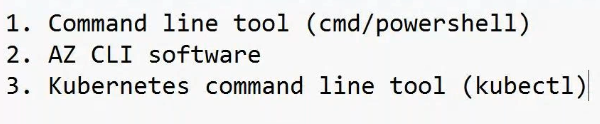 1. Command line tool (cmd/powershell)
2. AZ CLI software
3. Kubernetes command line tool (kubectl)